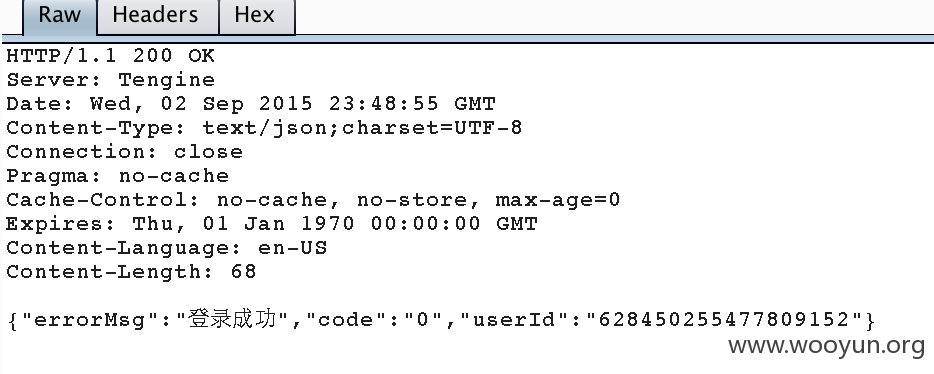 Raw Headers Hex
HTTP/1.1 200 OK
Server: Tengine
Date: Wed, 02 Sep 2015 23:48:55 GMT
Content-Type: text/json;charset=UTF-8
Connection: close
Pragma: no-cache
Cache-Control: no-cache, no-store, max-age=0
Expires: Thu, 01 Jan 1970 00:00:00 GMT
Content-Language: en-US
Content-Length: 68
{"errorMsg":"登录成功","code":"0","userId":"628450255477809152"}
www.wooyun.org